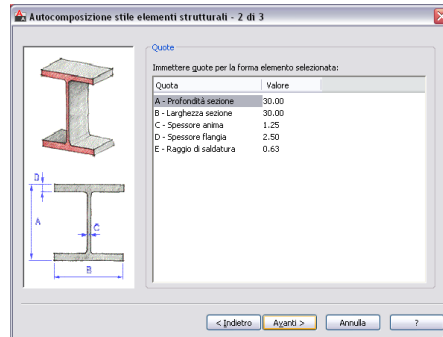 Autocomposizione stile elementi strutturali - 2 di 3
Quote
Immettere quote per la forma elemento selezionata:
Quota Valore
A - Profondità sezione 30.00
B - Larghezza sezione 30.00
C - Spessore anima 1.25
D - Spessore flangia 2.50
E - Raggio di saldatura 0.63
D
A
C
B
< Indietro Avanti > Annulla ?